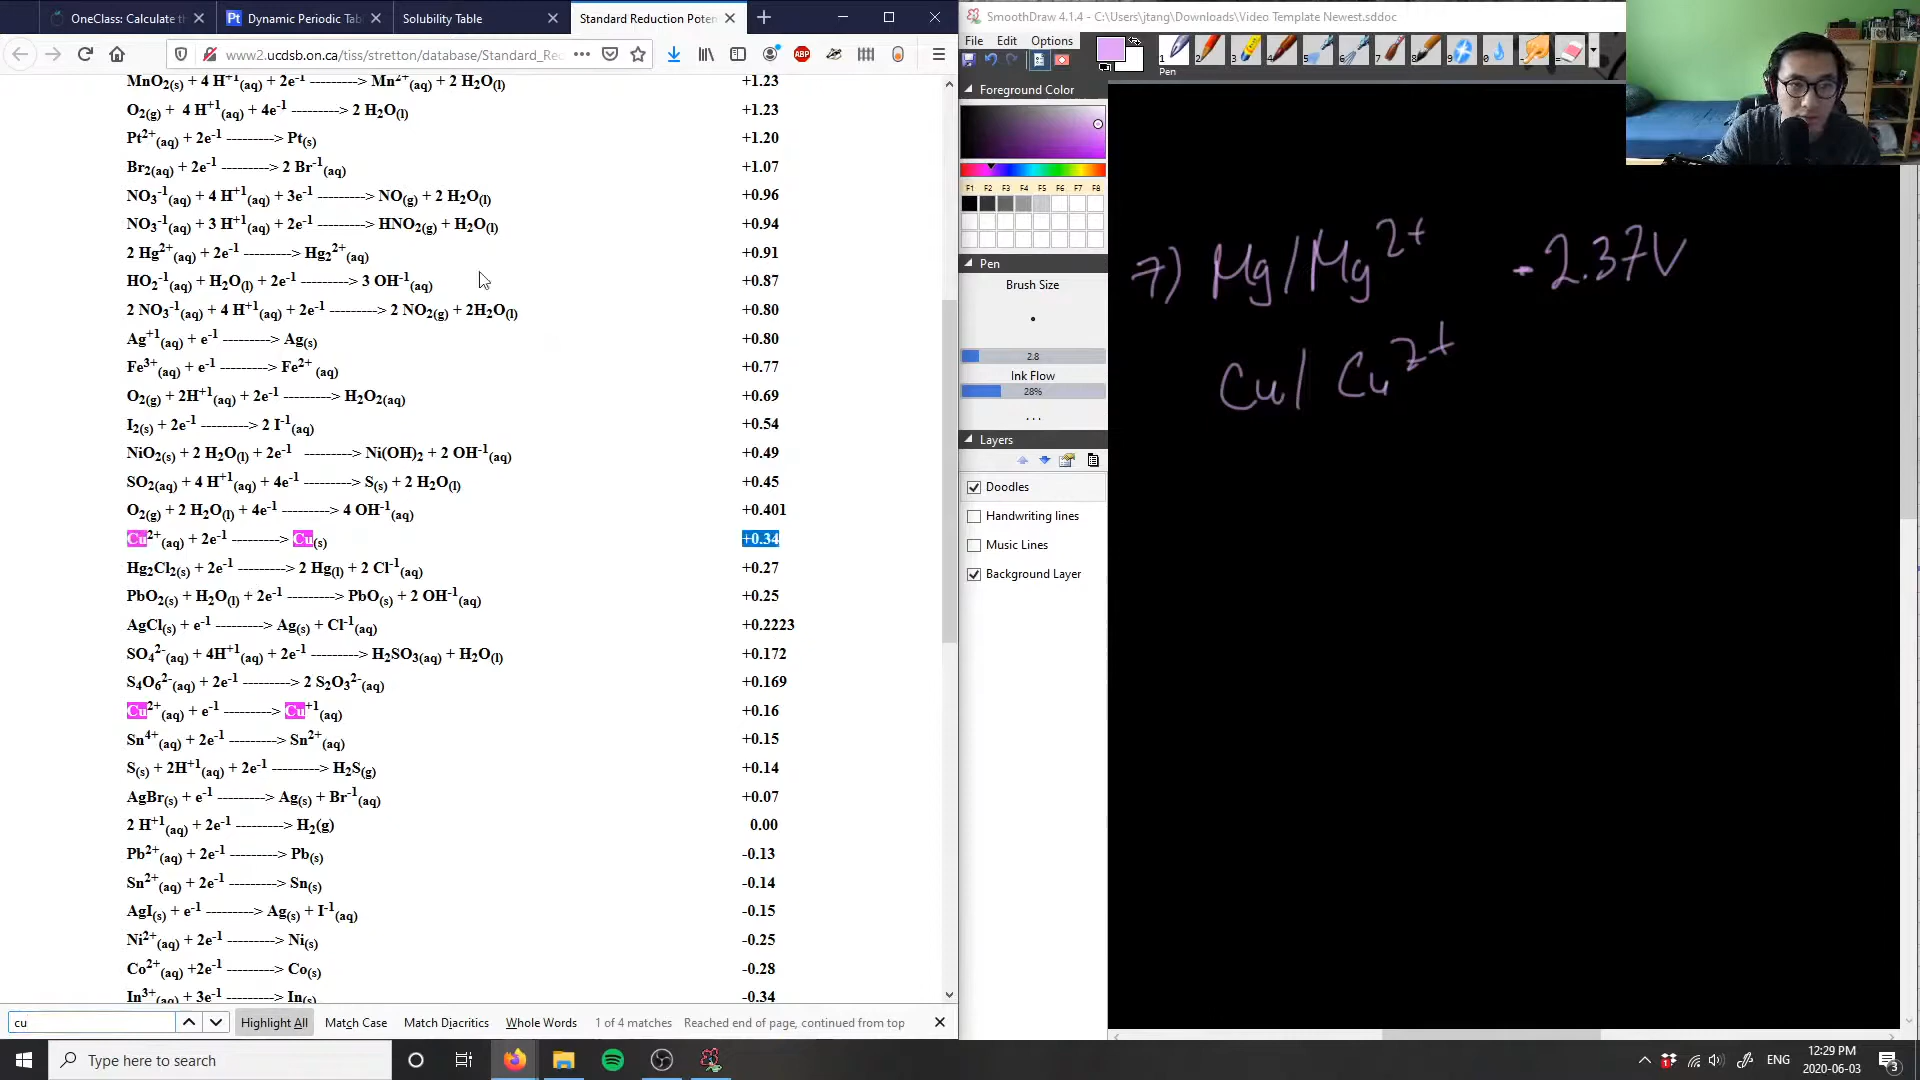 OneClass: Calculate th
Dynamic Periodic Tab
Solubility Table
Standard Reduction Poten
www2.ucdsb.on.ca/tiss/stretton/database/Standard_Red
MnO2(s) + 4 H+1(aq) + 2e-1 ---------> Mn2+(aq) + 2 H2O(l) +1.23
O2(g) + 4 H+1(aq) + 4e-1 ---------> 2 H2O(l) +1.23
Pt2+(aq) + 2e-1 ---------> Pt(s) +1.20
Br2(aq) + 2e-1 ---------> 2 Br-1(aq) +1.07
NO3-1(aq) + 4 H+1(aq) + 3e-1 ---------> NO(g) + 2 H2O(l) +0.96
NO3-1(aq) + 3 H+1(aq) + 2e-1 ---------> HNO2(g) + H2O(l) +0.94
2 Hg2+(aq) + 2e-1 ---------> Hg22+(aq) +0.91
HO2-1(aq) + H2O(l) + 2e-1 ---------> 3 OH-1(aq) +0.87
2 NO3-1(aq) + 4 H+1(aq) + 2e-1 ---------> 2 NO2(g) + 2H2O(l) +0.80
Ag+1(aq) + e-1 ---------> Ag(s) +0.80
Fe3+(aq) + e-1 ---------> Fe2+(aq) +0.77
O2(g) + 2H+1(aq) + 2e-1 ---------> H2O2(aq) +0.69
I2(s) + 2e-1 ---------> 2 I-1(aq) +0.54
NiO2(s) + 2 H2O(l) + 2e-1 ---------> Ni(OH)2 + 2 OH-1(aq) +0.49
SO2(aq) + 4 H+1(aq) + 4e-1 ---------> S(s) + 2 H2O(l) +0.45
O2(g) + 2 H2O(l) + 4e-1 ---------> 4 OH-1(aq) +0.401
Cu2+(aq) + 2e-1 ---------> Cu(s) +0.34
Hg2Cl2(s) + 2e-1 ---------> 2 Hg(l) + 2 Cl-1(aq) +0.27
PbO2(s) + H2O(l) + 2e-1 ---------> PbO(s) + 2 OH-1(aq) +0.25
AgCl(s) + e-1 ---------> Ag(s) + Cl-1(aq) +0.2223
SO42-(aq) + 4H+1(aq) + 2e-1 ---------> H2SO3(aq) + H2O(l) +0.172
S4O62-(aq) + 2e-1 ---------> 2 S2O32-(aq) +0.169
Cu2+(aq) + e-1 ---------> Cu+1(aq) +0.16
Sn4+(aq) + 2e-1 ---------> Sn2+(aq) +0.15
S(s) + 2H+1(aq) + 2e-1 ---------> H2S(g) +0.14
AgBr(s) + e-1 ---------> Ag(s) + Br-1(aq) +0.07
2 H+1(aq) + 2e-1 ---------> H2(g) 0.00
Pb2+(aq) + 2e-1 ---------> Pb(s) -0.13
Sn2+(aq) + 2e-1 ---------> Sn(s) -0.14
AgI(s) + e-1 ---------> Ag(s) + I-1(aq) -0.15
Ni2+(aq) + 2e-1 ---------> Ni(s) -0.25
Co2+(aq) +2e-1 ---------> Co(s) -0.28
In3+(aq) + 3e-1 ---------> In(s) -0.34
cu
Highlight All
Match Case
Match Diacritics
Whole Words
1 of 4 matches
Reached end of page, continued from top
SmoothDraw 4.1.4 - C:\Users\jtang\Downloads\Video Template Newest.sddoc
File Edit Options
Pen
Foreground Color
F1 F2 F3 F4 F5 F6 F7 F8
Pen
Brush Size
2.8
Ink Flow
28%
...
Layers
Doodles
Handwriting lines
Music Lines
Background Layer
7) Mg/Mg2+ -2.37V
Cu/Cu2+
Type here to search
ENG
12:29 PM
2020-06-03
3